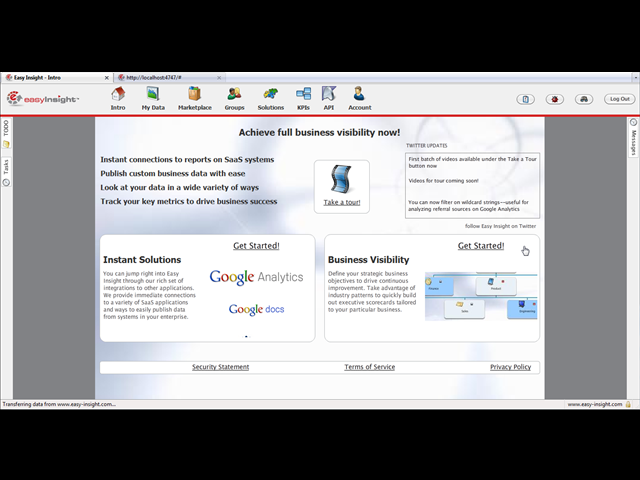 Easy Insight - Intro
http://localhost:4747/#
easyinsight
Intro
My Data
Marketplace
Groups
Solutions
KPIs
API
Account
Log Out
TODO
Tasks
Messages
Achieve full business visibility now!
Instant connections to reports on SaaS systems
Publish custom business data with ease
Look at your data in a wide variety of ways
Track your key metrics to drive business success
Take a tour!
TWITTER UPDATES
First batch of videos available under the Take a Tour
button now
Videos for tour coming soon!
You can now filter on wildcard strings---useful for
analyzing referral sources on Google Analytics
follow Easy Insight on Twitter
Get Started!
Instant Solutions
You can jump right into Easy
Insight through our rich set of
integrations to other applications.
We provide immediate connections
to a variety of SaaS applications
and ways to easily publish data
from systems in your enterprise.
Google Analytics
Google docs
Get Started!
Business Visibility
Define your strategic business
objectives to drive continous
improvement. Take advantage of
industry patterns to quickly build
out executive scorecards tailored
to your particular business.
Product
Sales
Engineering
Security Statement
Terms of Service
Privacy Policy
Transferring data from www.easy-insight.com...
www.easy-insight.com